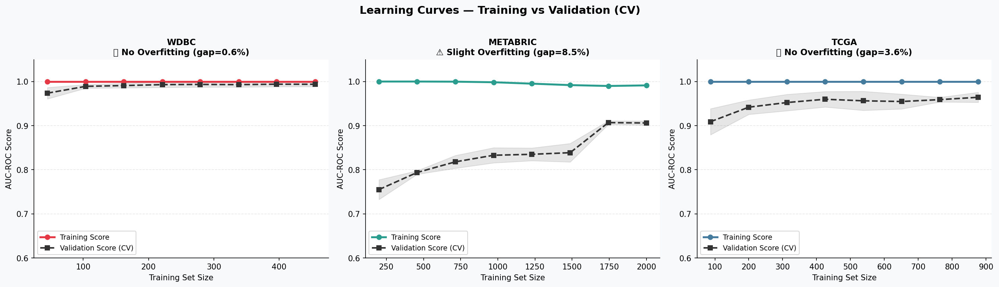 Learning Curves — Training vs Validation (CV)
WDBC
▯ No Overfitting (gap=0.6%)
METABRIC
⚠ Slight Overfitting (gap=8.5%)
TCGA
▯ No Overfitting (gap=3.6%)
AUC-ROC Score
1.0
0.9
0.8
0.7
0.6
Training Score
Validation Score (CV)
100 200 300 400
Training Set Size
AUC-ROC Score
1.0
0.9
0.8
0.7
0.6
Training Score
Validation Score (CV)
250 500 750 1000 1250 1500 1750 2000
Training Set Size
AUC-ROC Score
1.0
0.9
0.8
0.7
0.6
Training Score
Validation Score (CV)
100 200 300 400 500 600 700 800 900
Training Set Size